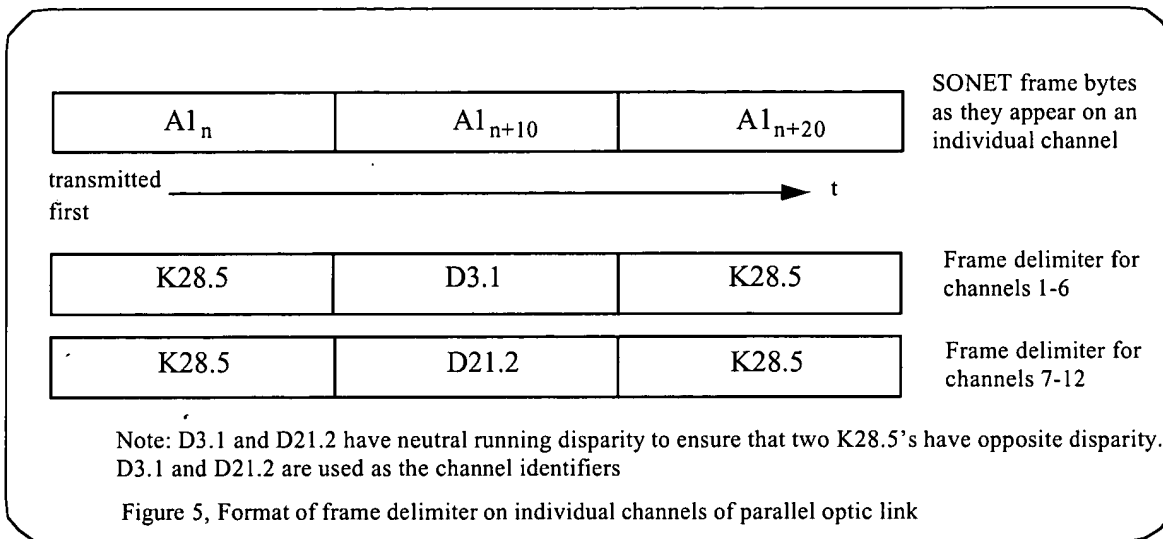 SONET frame bytes
as they appear on an
individual channel
A1n A1n+10 A1n+20
transmitted
first
t
K28.5 D3.1 K28.5
Frame delimiter for
channels 1-6
K28.5 D21.2 K28.5
Frame delimiter for
channels 7-12
Note: D3.1 and D21.2 have neutral running disparity to ensure that two K28.5's have opposite disparity.
D3.1 and D21.2 are used as the channel identifiers
Figure 5, Format of frame delimiter on individual channels of parallel optic link